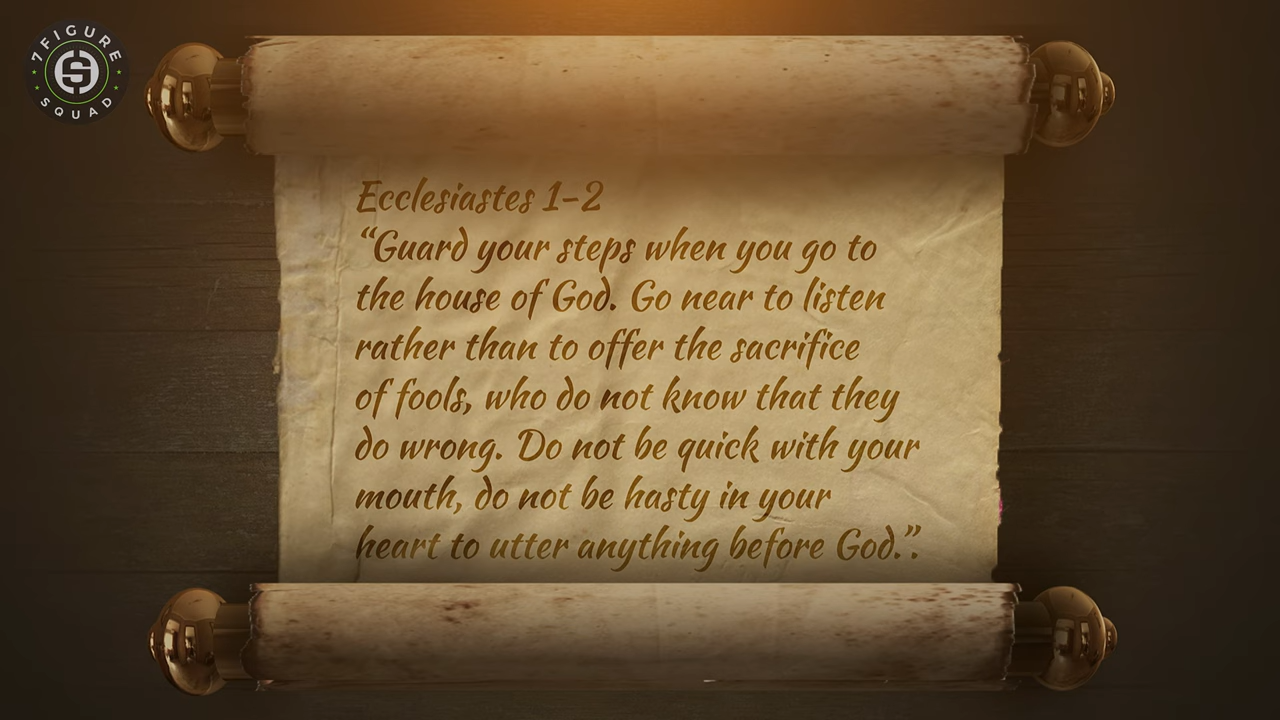 7FIGURE
SQUAD
Ecclesiastes 1-2
“Guard your steps when you go to
the house of God. Go near to listen
rather than to offer the sacrifice
of fools, who do not know that they
do wrong. Do not be quick with your
mouth, do not be hasty in your
heart to utter anything before God.”.